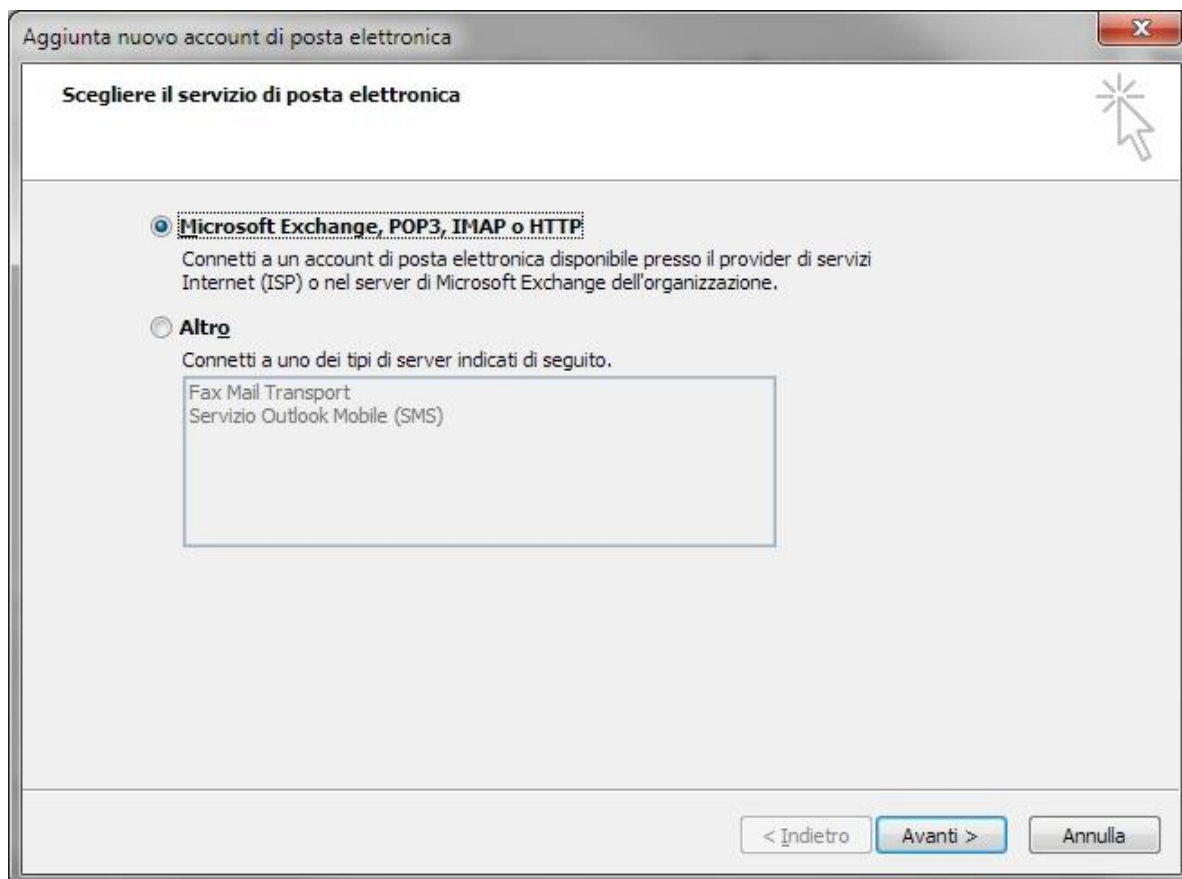 Aggiunta nuovo account di posta elettronica
Scegliere il servizio di posta elettronica
Microsoft Exchange, POP3, IMAP o HTTP
Connetti a un account di posta elettronica disponibile presso il provider di servizi
Internet (ISP) o nel server di Microsoft Exchange dell'organizzazione.
Altro
Connetti a uno dei tipi di server indicati di seguito.
Fax Mail Transport
Servizio Outlook Mobile (SMS)
< Indietro
Avanti >
Annulla